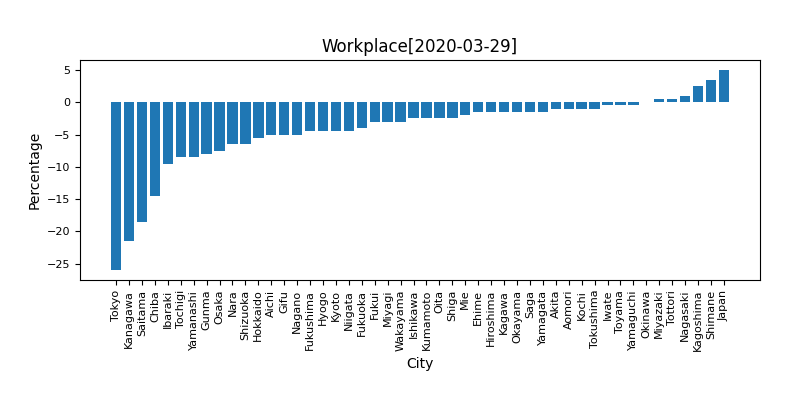 Workplace[2020-03-29]
5
0
−5
−10
−15
−20
−25
Percentage
Tokyo
Kanagawa
Saitama
Chiba
Ibaraki
Tochigi
Yamanashi
Gunma
Osaka
Nara
Shizuoka
Hokkaido
Aichi
Gifu
Nagano
Fukushima
Hyogo
Kyoto
Niigata
Fukuoka
Fukui
Miyagi
Wakayama
Ishikawa
Kumamoto
Oita
Shiga
Mie
Ehime
Hiroshima
Kagawa
Okayama
Saga
Yamagata
Akita
Aomori
Kochi
Tokushima
Iwate
Toyama
Yamaguchi
Okinawa
Miyazaki
Tottori
Nagasaki
Kagoshima
Shimane
Japan
City